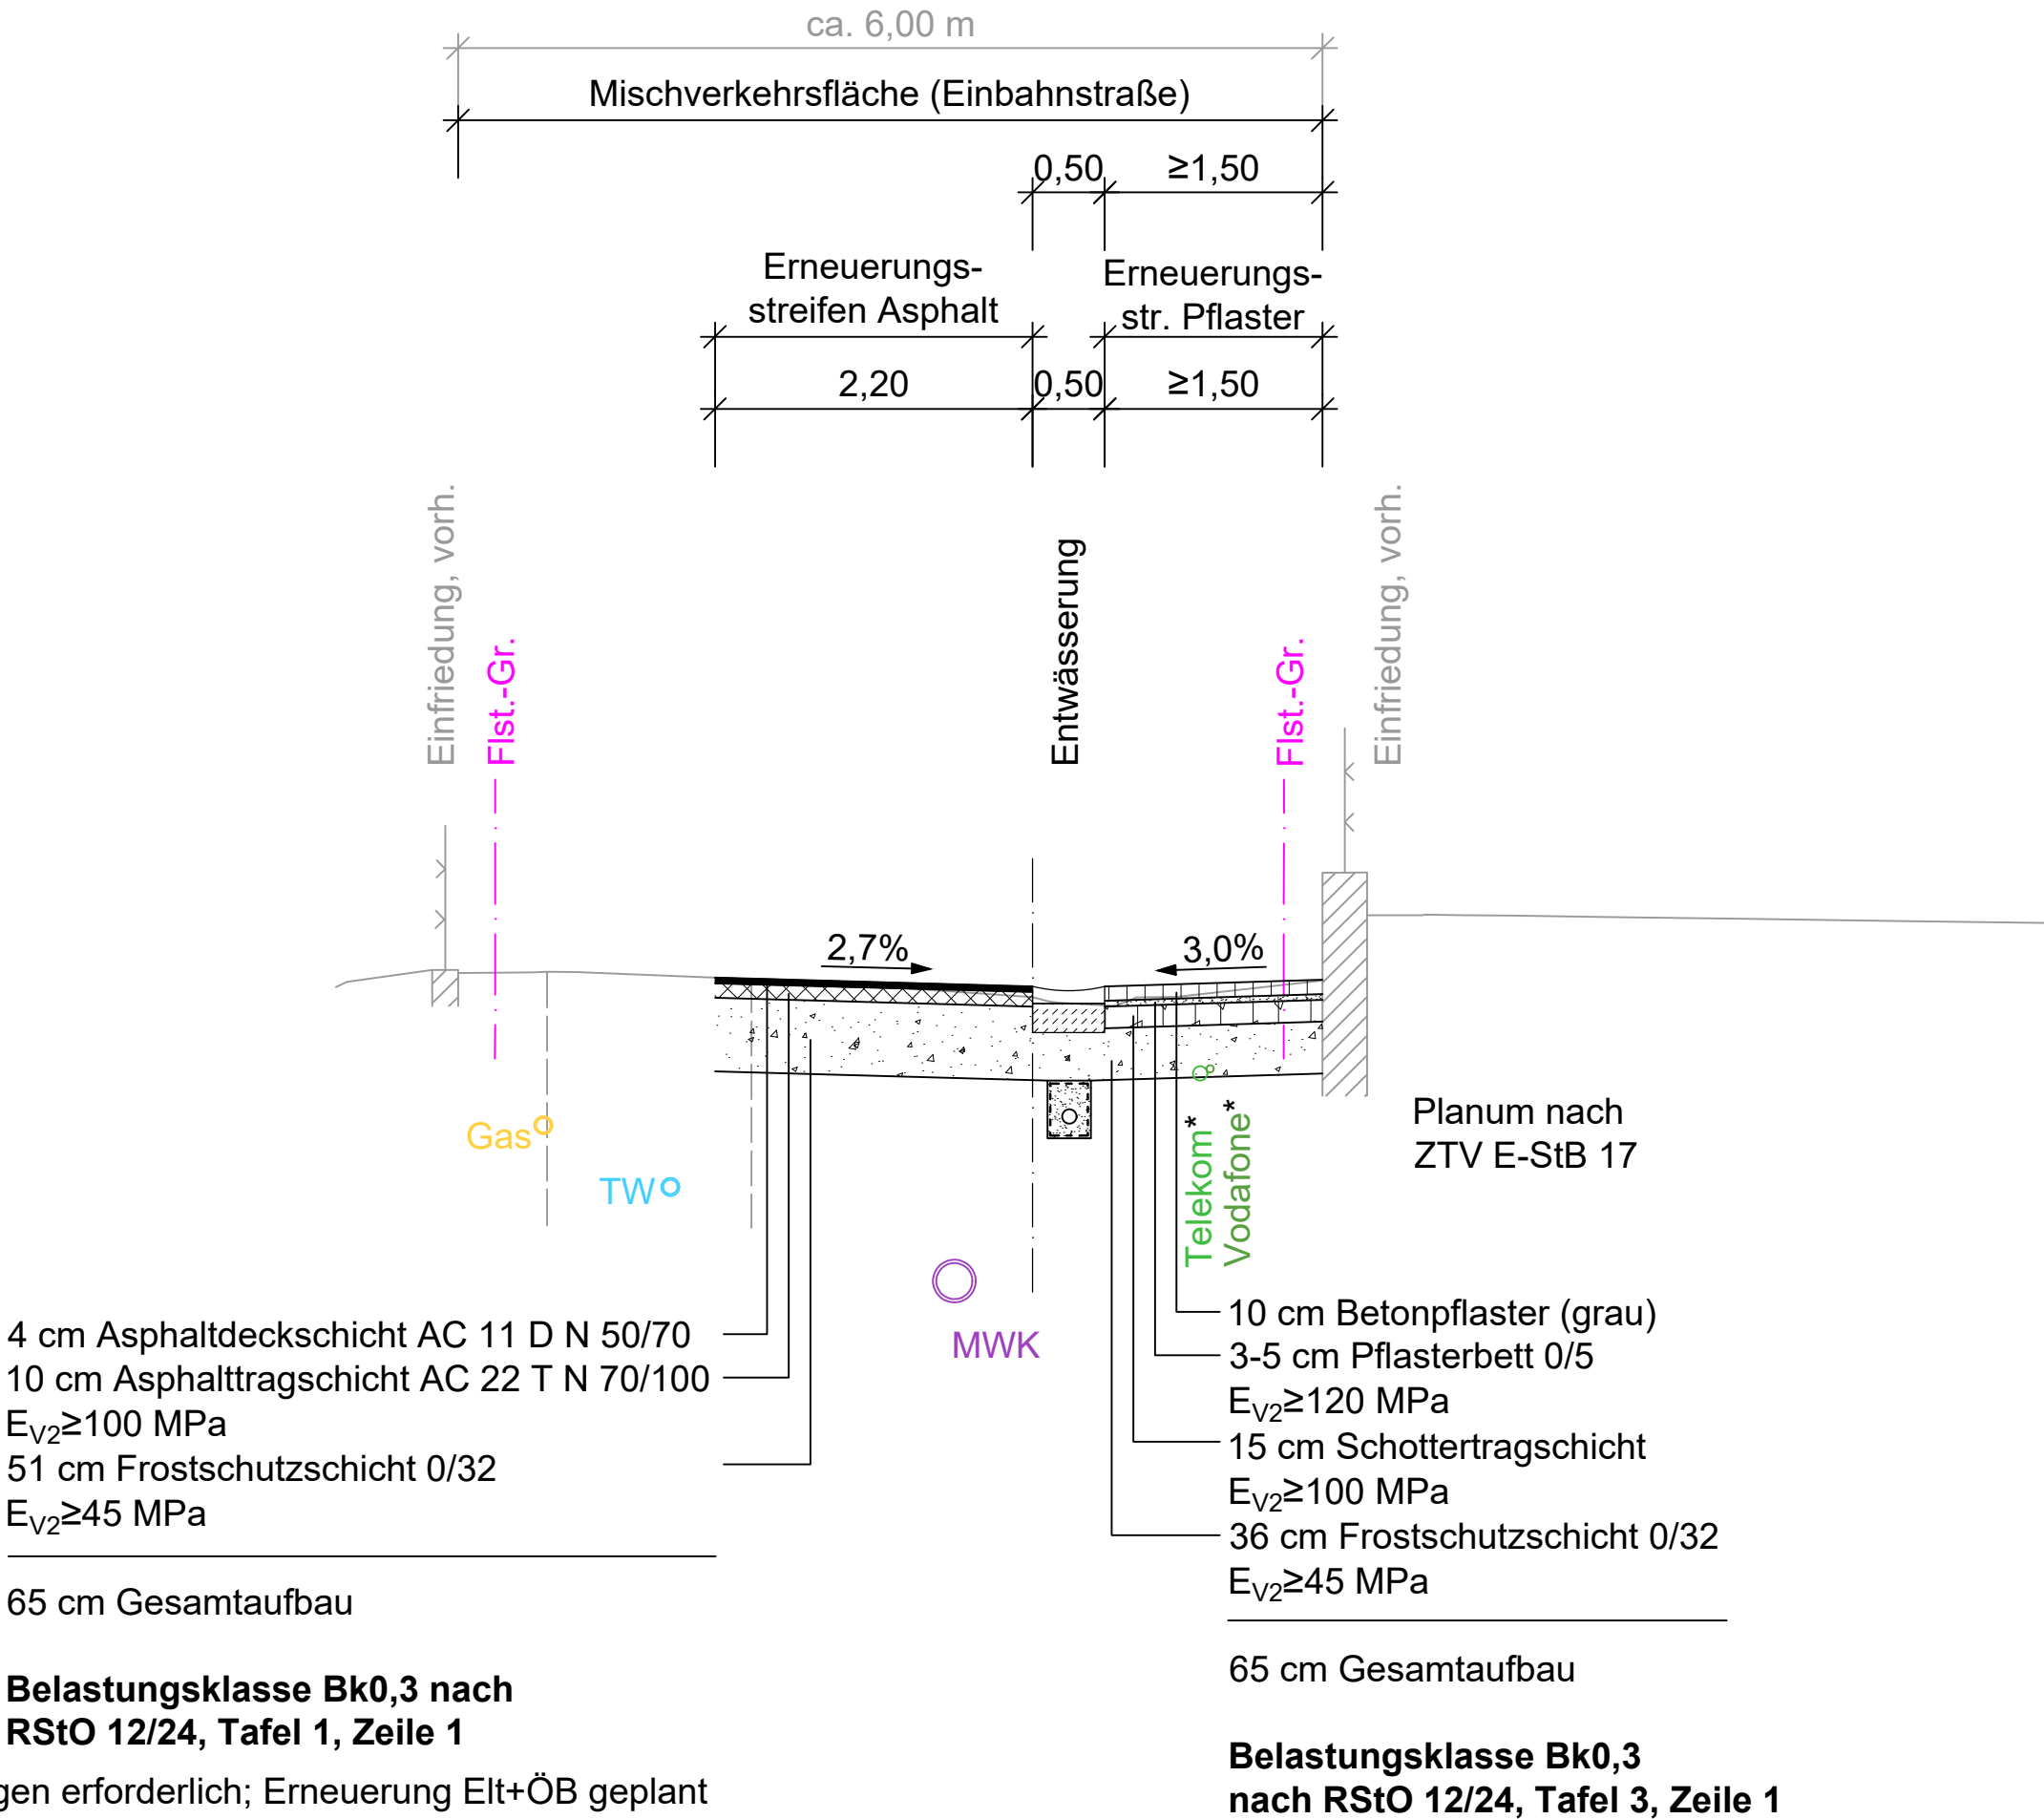 ca. 6,00 m
Mischverkehrsfläche (Einbahnstraße)
0,50 ≥1,50
Erneuerungs-
streifen Asphalt
Erneuerungs-
str. Pflaster
2,20 0,50 ≥1,50
Einfriedung, vorh.
Flst.-Gr.
Entwässerung
Flst.-Gr.
Einfriedung, vorh.
2,7% 3,0%
Gas
TW
MWK
Telekom*
Vodafone*
Planum nach
ZTV E-StB 17
4 cm Asphaltdeckschicht AC 11 D N 50/70
10 cm Asphalttragschicht AC 22 T N 70/100
EV2≥100 MPa
51 cm Frostschutzschicht 0/32
EV2≥45 MPa
65 cm Gesamtaufbau
Belastungsklasse Bk0,3 nach
RStO 12/24, Tafel 1, Zeile 1
gen erforderlich; Erneuerung Elt+ÖB geplant
10 cm Betonpflaster (grau)
3-5 cm Pflasterbett 0/5
EV2≥120 MPa
15 cm Schottertragschicht
EV2≥100 MPa
36 cm Frostschutzschicht 0/32
EV2≥45 MPa
65 cm Gesamtaufbau
Belastungsklasse Bk0,3
nach RStO 12/24, Tafel 3, Zeile 1